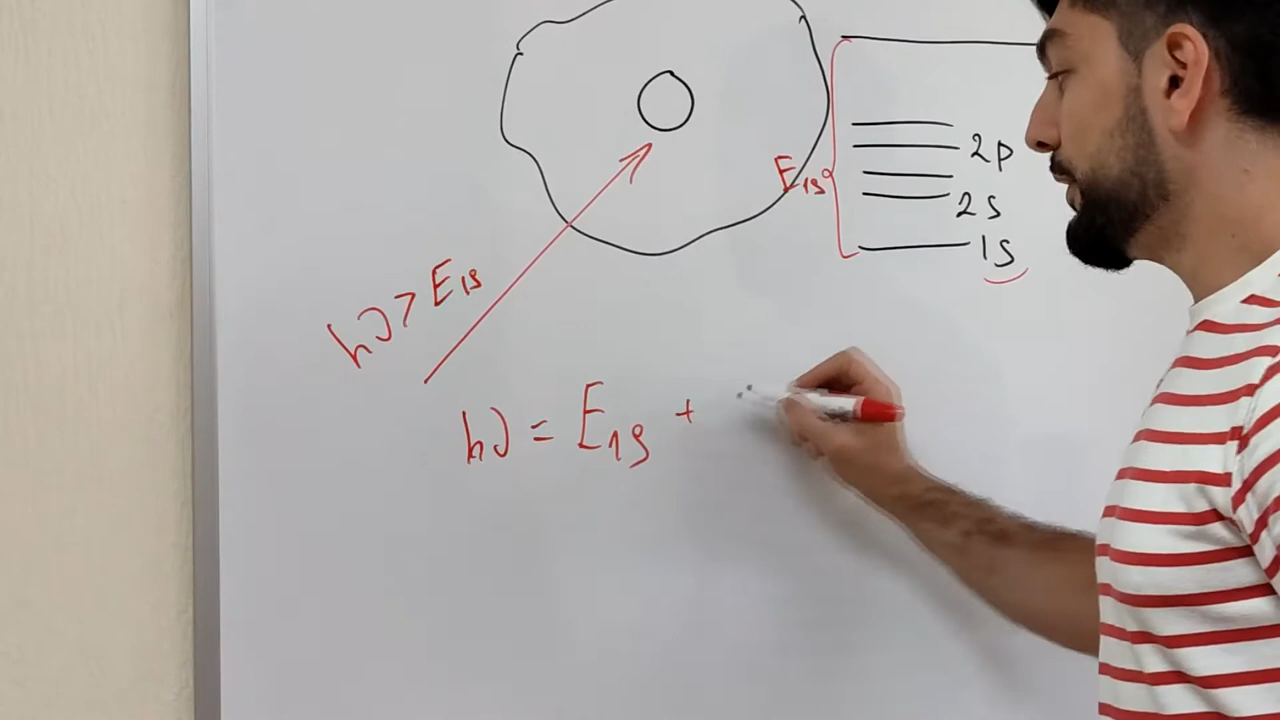 2p
E1s
2s
1s
hν > E1s
hν = E1s +